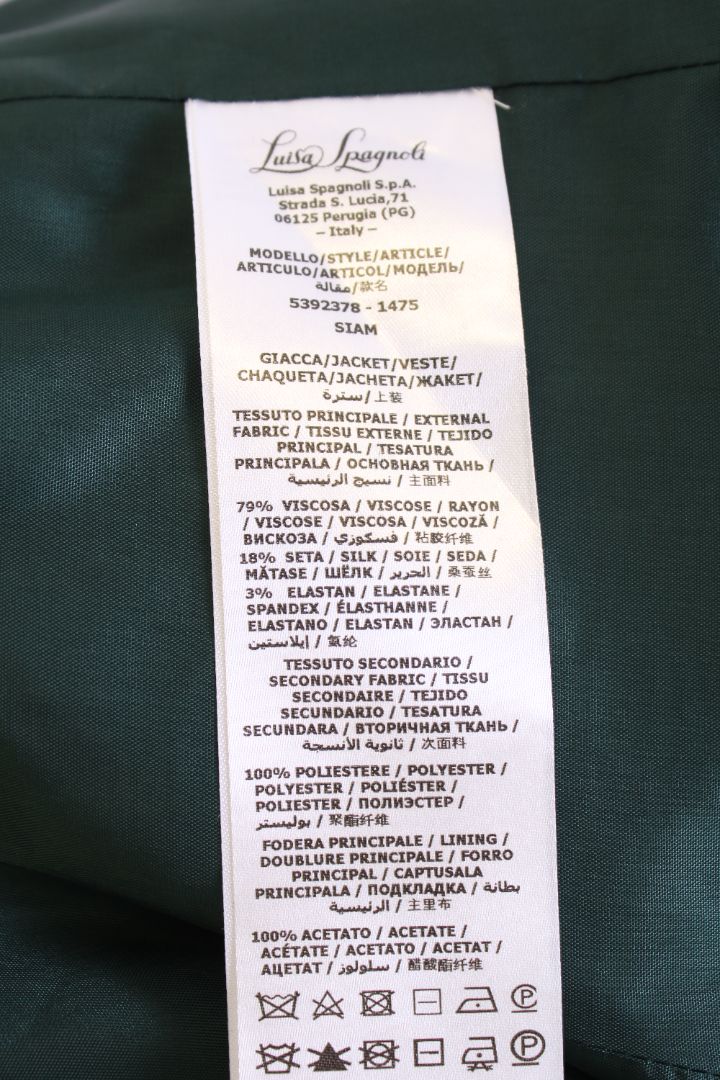 Luisa Spagnoli
Luisa Spagnoli S.p.A.
Strada S. Lucia,71
06125 Perugia (PG)
– Italy –
MODELLO/STYLE/ARTICLE/
ARTICULO/ARTICOL/МОДЕЛЬ/
مقالة/款名
5392378 - 1475
SIAM
GIACCA/JACKET/VESTE/
CHAQUETA/JACHETA/ЖАКЕТ/
سترة/上装
TESSUTO PRINCIPALE / EXTERNAL
FABRIC / TISSU EXTERNE / TEJIDO
PRINCIPAL / TESATURA
PRINCIPALA / ОСНОВНАЯ ТКАНЬ /
نسيج الرئيسية / 主面料
79% VISCOSA / VISCOSE / RAYON
/ VISCOSE / VISCOSA / VISCOZĂ /
ВИСКОЗА / فسكوزي / 粘胶纤维
18% SETA / SILK / SOIE / SEDA /
MĂTASE / ШЁЛК / الحرير / 桑蚕丝
3% ELASTAN / ELASTANE /
SPANDEX / ÉLASTHANNE /
ELASTANO / ELASTAN / ЭЛАСТАН /
إيلاستين / 氨纶
TESSUTO SECONDARIO /
SECONDARY FABRIC / TISSU
SECONDAIRE / TEJIDO
SECUNDARIO / TESATURA
SECUNDARA / ВТОРИЧНАЯ ТКАНЬ /
ثانوية الأنسجة / 次面料
100% POLIESTERE / POLYESTER /
POLYESTER / POLIÉSTER /
POLIESTER / ПОЛИЭСТЕР /
بوليستر / 聚酯纤维
FODERA PRINCIPALE / LINING /
DOUBLURE PRINCIPALE / FORRO
PRINCIPAL / CAPTUSALA
PRINCIPALA / ПОДКЛАДКА / بطانة
الرئيسية / 主里布
100% ACETATO / ACETATE /
ACÉTATE / ACETATO / ACETAT /
АЦЕТАТ / سلولوز / 醋酸酯纤维
P
P